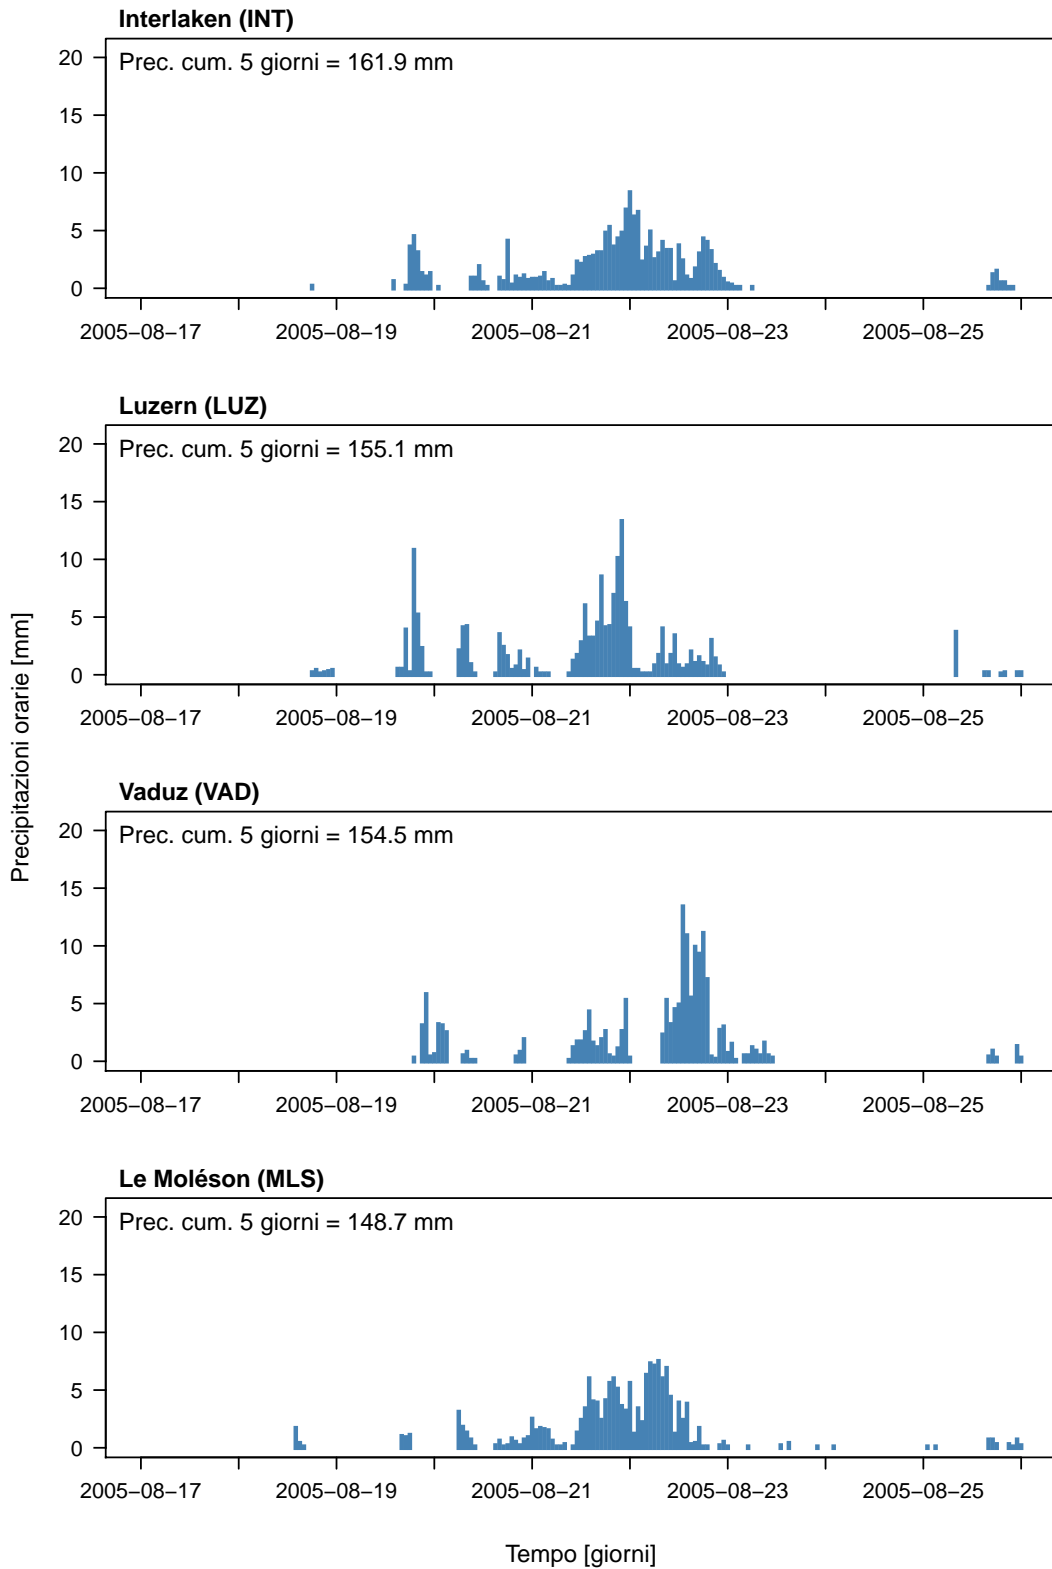 Interlaken (INT)
Prec. cum. 5 giorni = 161.9 mm
20
15
10
5
0
2005−08−17 2005−08−19 2005−08−21 2005−08−23 2005−08−25
Luzern (LUZ)
Prec. cum. 5 giorni = 155.1 mm
20
15
10
5
0
2005−08−17 2005−08−19 2005−08−21 2005−08−23 2005−08−25
Precipitazioni orarie [mm]
Vaduz (VAD)
Prec. cum. 5 giorni = 154.5 mm
20
15
10
5
0
2005−08−17 2005−08−19 2005−08−21 2005−08−23 2005−08−25
Le Moléson (MLS)
Prec. cum. 5 giorni = 148.7 mm
20
15
10
5
0
2005−08−17 2005−08−19 2005−08−21 2005−08−23 2005−08−25
Tempo [giorni]